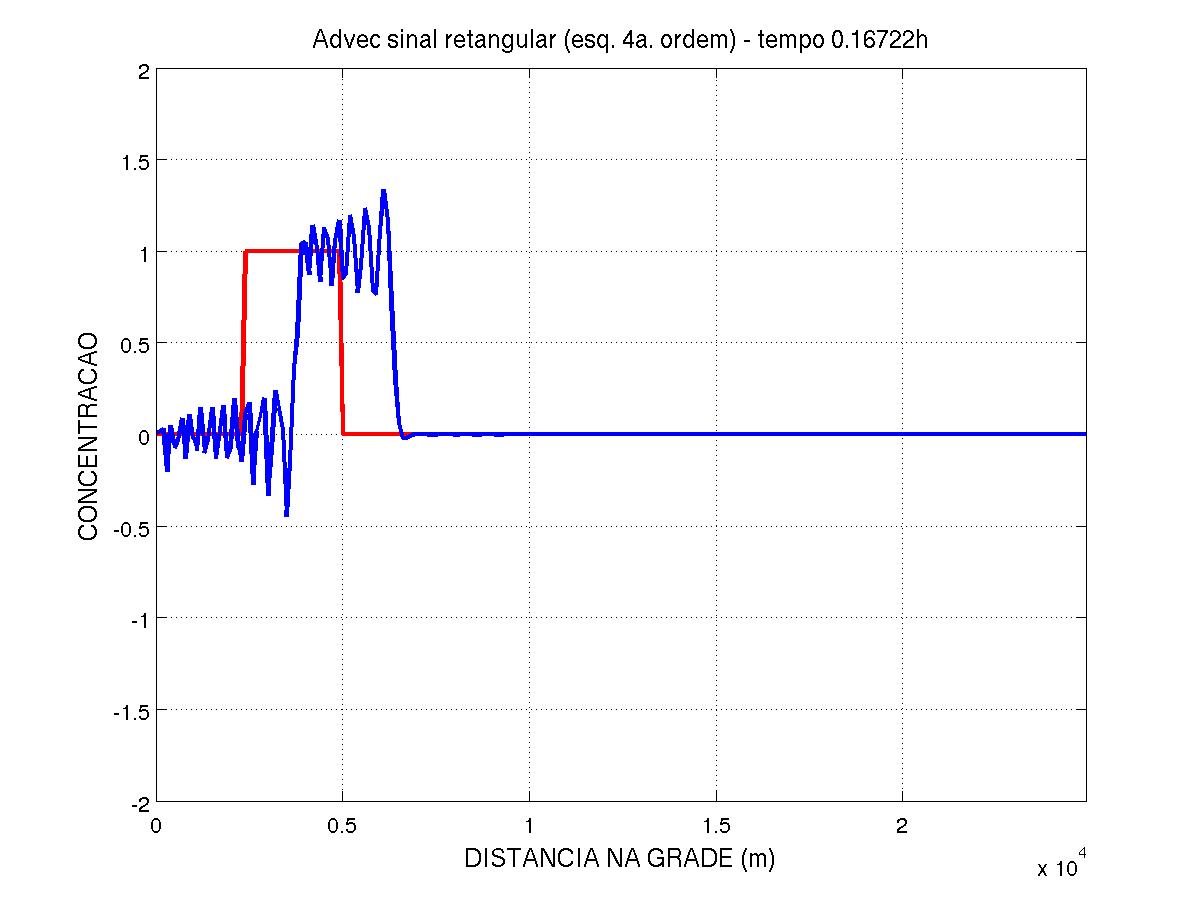 Advec sinal retangular (esq. 4a. ordem) - tempo 0.16722h
2
1.5
1
0.5
0
-0.5
-1
-1.5
-2
CONCENTRACAO
0 0.5 1 1.5 2
x 10^4
DISTANCIA NA GRADE (m)